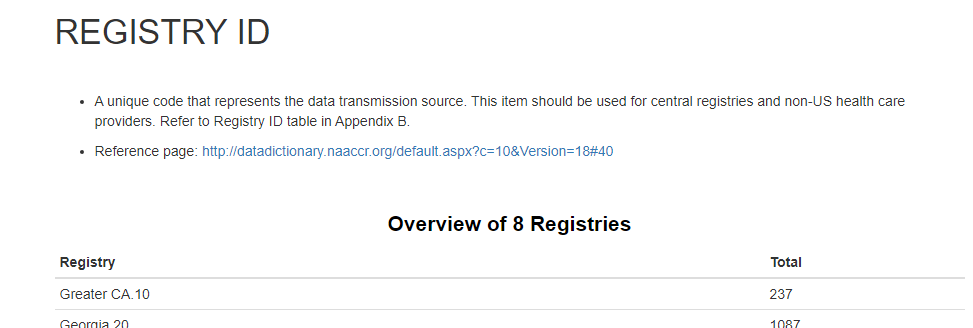 REGISTRY ID
• A unique code that represents the data transmission source. This item should be used for central registries and non-US health care
providers. Refer to Registry ID table in Appendix B.
• Reference page: http://datadictionary.naaccr.org/default.aspx?c=10&Version=18#40
Overview of 8 Registries
Registry Total
Greater CA.10 237
Georgia.20 1087